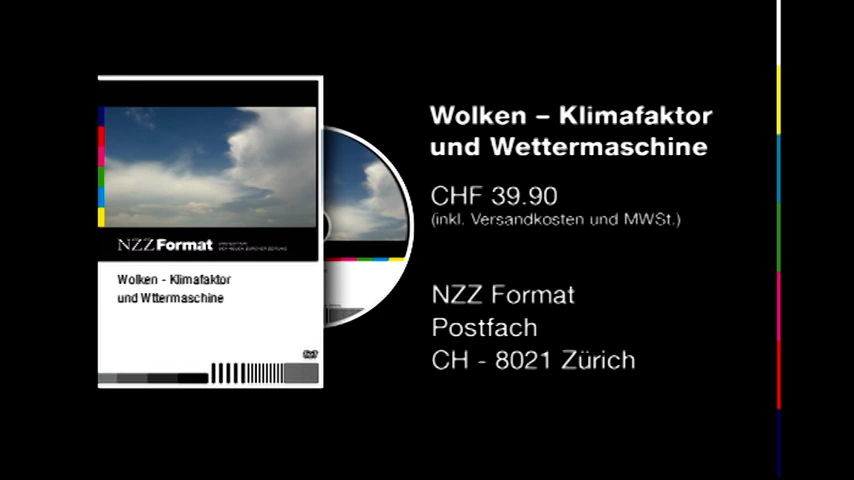 Wolken – Klimafaktor
und Wettermaschine
CHF 39.90
(inkl. Versandkosten und MWSt.)
NZZ Format
Postfach
CH - 8021 Zürich
NZZ Format
Wolken - Klimafaktor
und Wttermaschine